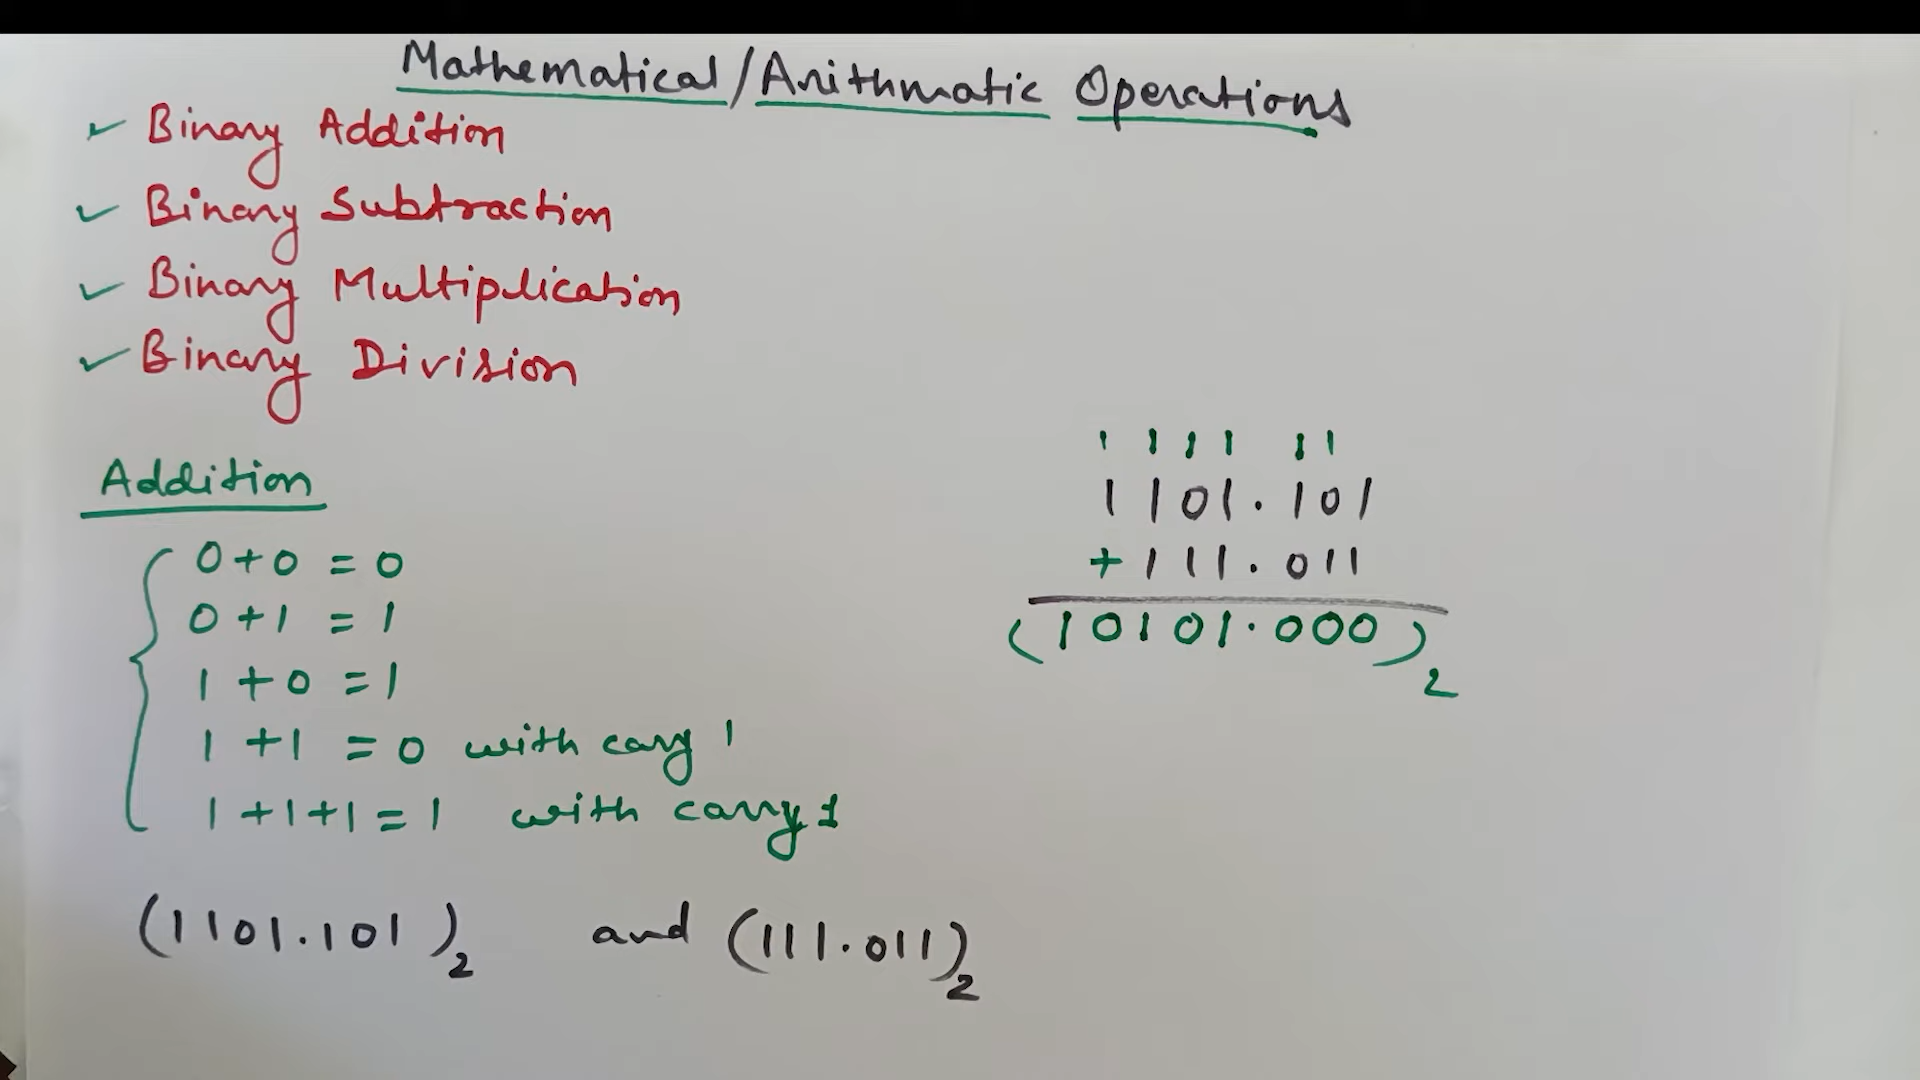 Mathematical/Arithmatic Operations
✓ Binary Addition
✓ Binary Subtraction
✓ Binary Multiplication
✓ Binary Division
Addition
0+0 = 0
0+1 = 1
1+0 = 1
1+1 = 0 with cary 1
1+1+1 = 1 with carry 1
(1101.101)₂ and (111.011)₂
1 1 1 1 1 1
1101.101
+ 111.011
(10101.000)₂